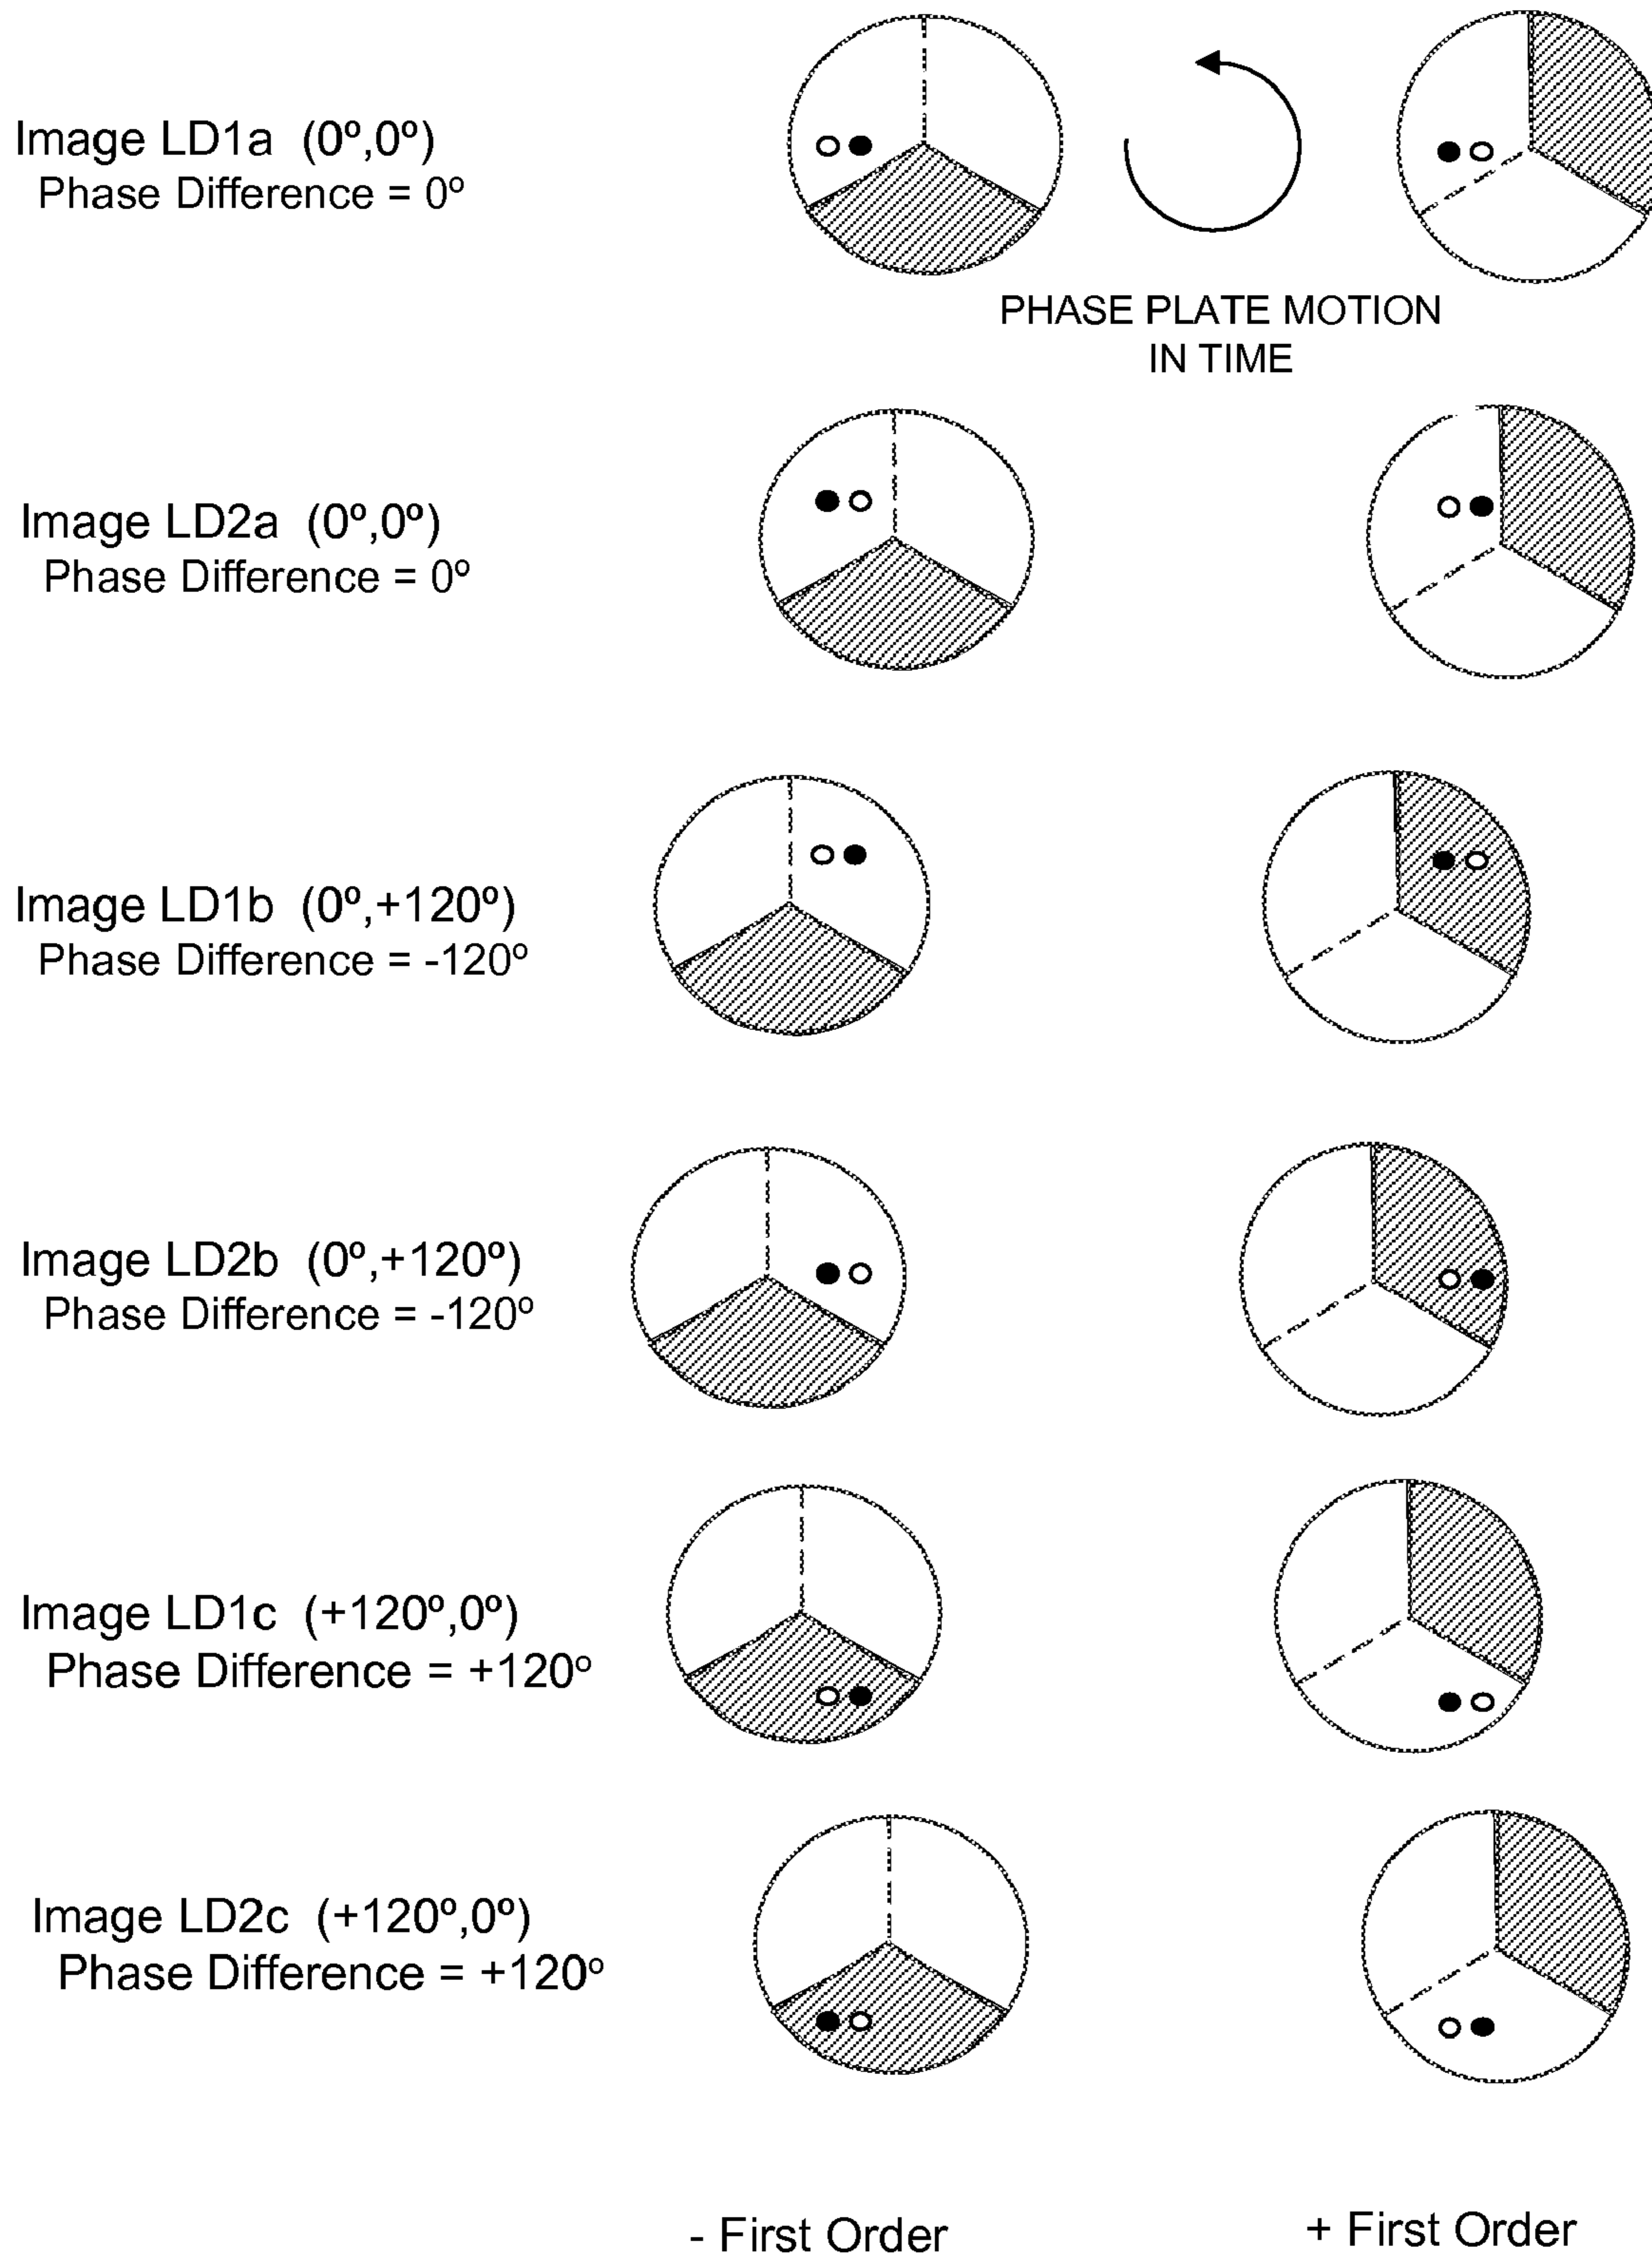 Image LD1a (0º,0º)
Phase Difference = 0º
PHASE PLATE MOTION
IN TIME
Image LD2a (0º,0º)
Phase Difference = 0º
Image LD1b (0º,+120º)
Phase Difference = -120º
Image LD2b (0º,+120º)
Phase Difference = -120º
Image LD1c (+120º,0º)
Phase Difference = +120º
Image LD2c (+120º,0º)
Phase Difference = +120º
- First Order
+ First Order